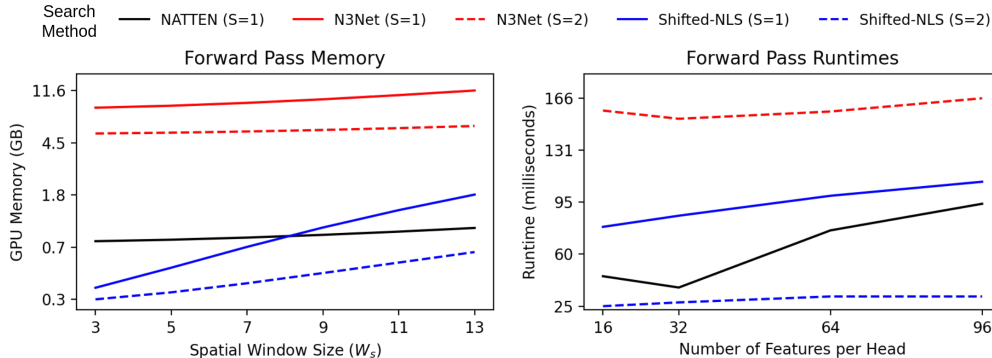 Search
Method
NATTEN (S=1)
N3Net (S=1)
N3Net (S=2)
Shifted-NLS (S=1)
Shifted-NLS (S=2)
Forward Pass Memory
GPU Memory (GB)
11.6
4.5
1.8
0.7
0.3
3 5 7 9 11 13
Spatial Window Size (Ws)
Forward Pass Runtimes
Runtime (milliseconds)
166
131
95
60
25
16 32 64 96
Number of Features per Head